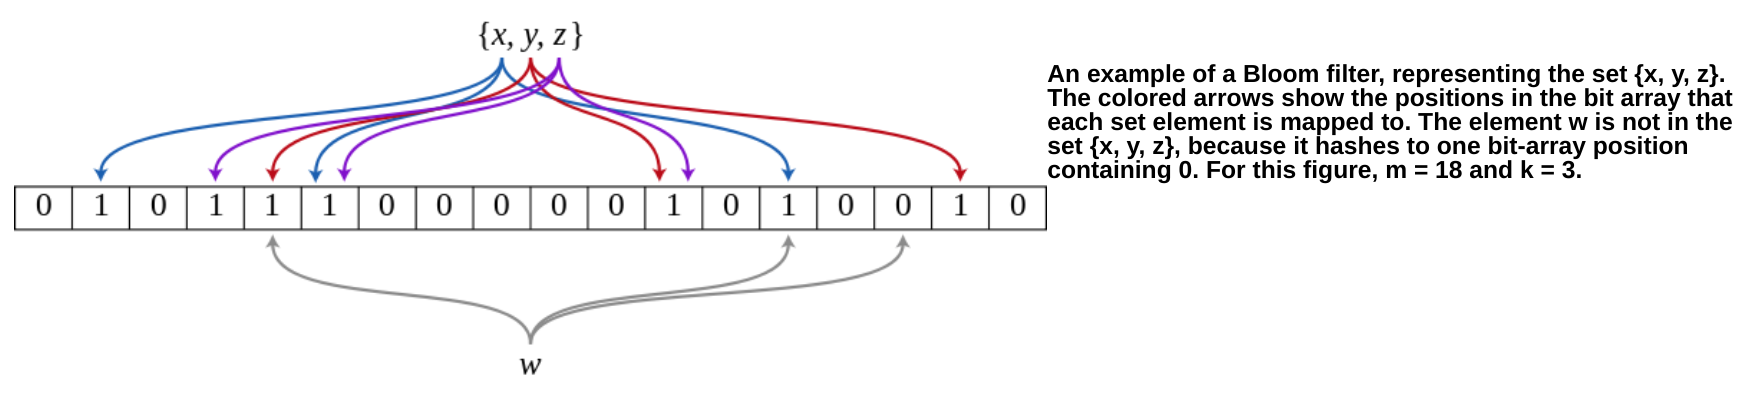 {x, y, z}
An example of a Bloom filter, representing the set {x, y, z}.
The colored arrows show the positions in the bit array that
each set element is mapped to. The element w is not in the
set {x, y, z}, because it hashes to one bit-array position
containing 0. For this figure, m = 18 and k = 3.
0 1 0 1 1 1 0 0 0 0 0 1 0 1 0 0 1 0
w